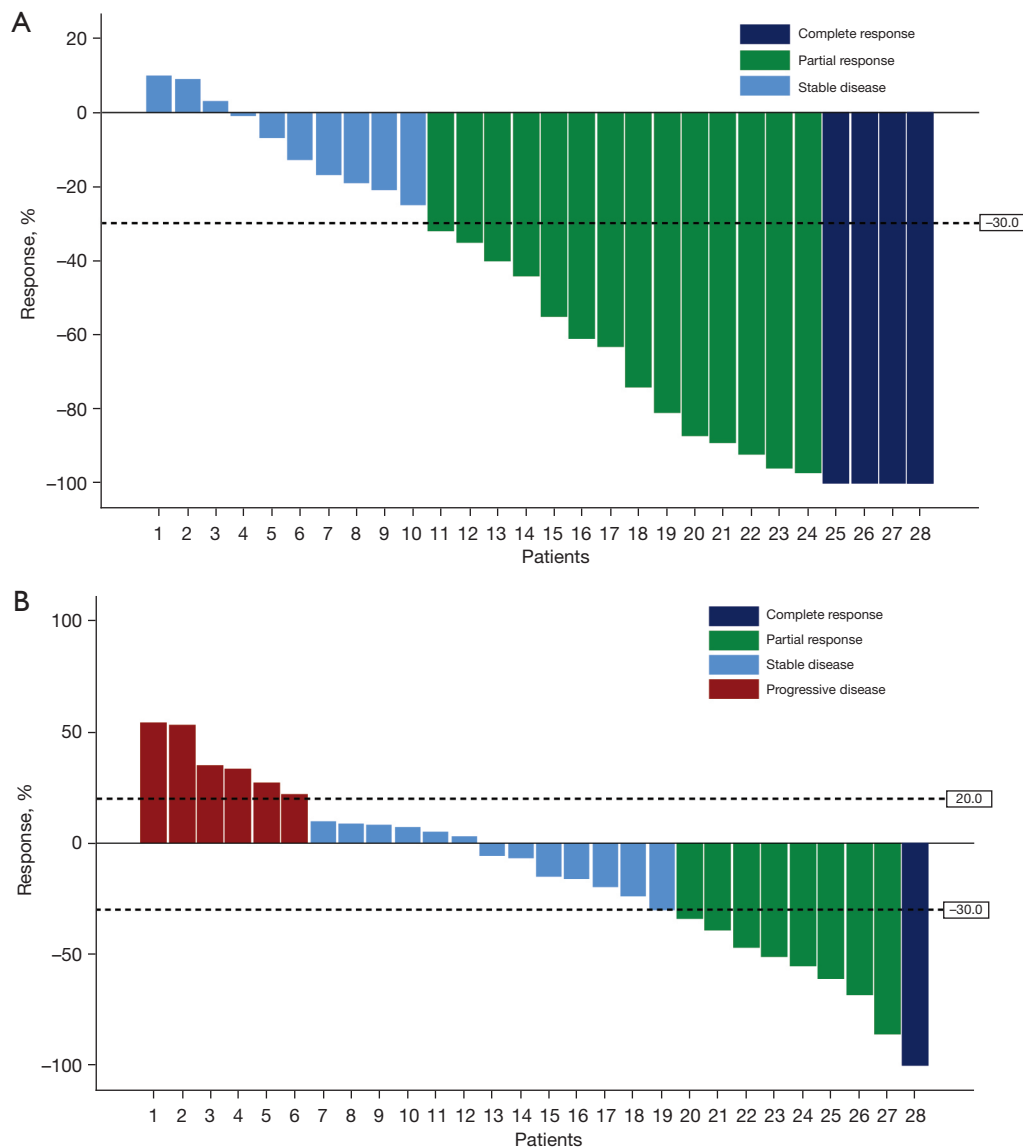 A
Complete response
Partial response
Stable disease
20
0
−20
−40
−60
−80
−100
Response, %
−30.0
1 2 3 4 5 6 7 8 9 10 11 12 13 14 15 16 17 18 19 20 21 22 23 24 25 26 27 28
Patients
B
Complete response
Partial response
Stable disease
Progressive disease
100
50
0
−50
−100
Response, %
20.0
−30.0
1 2 3 4 5 6 7 8 9 10 11 12 13 14 15 16 17 18 19 20 21 22 23 24 25 26 27 28
Patients